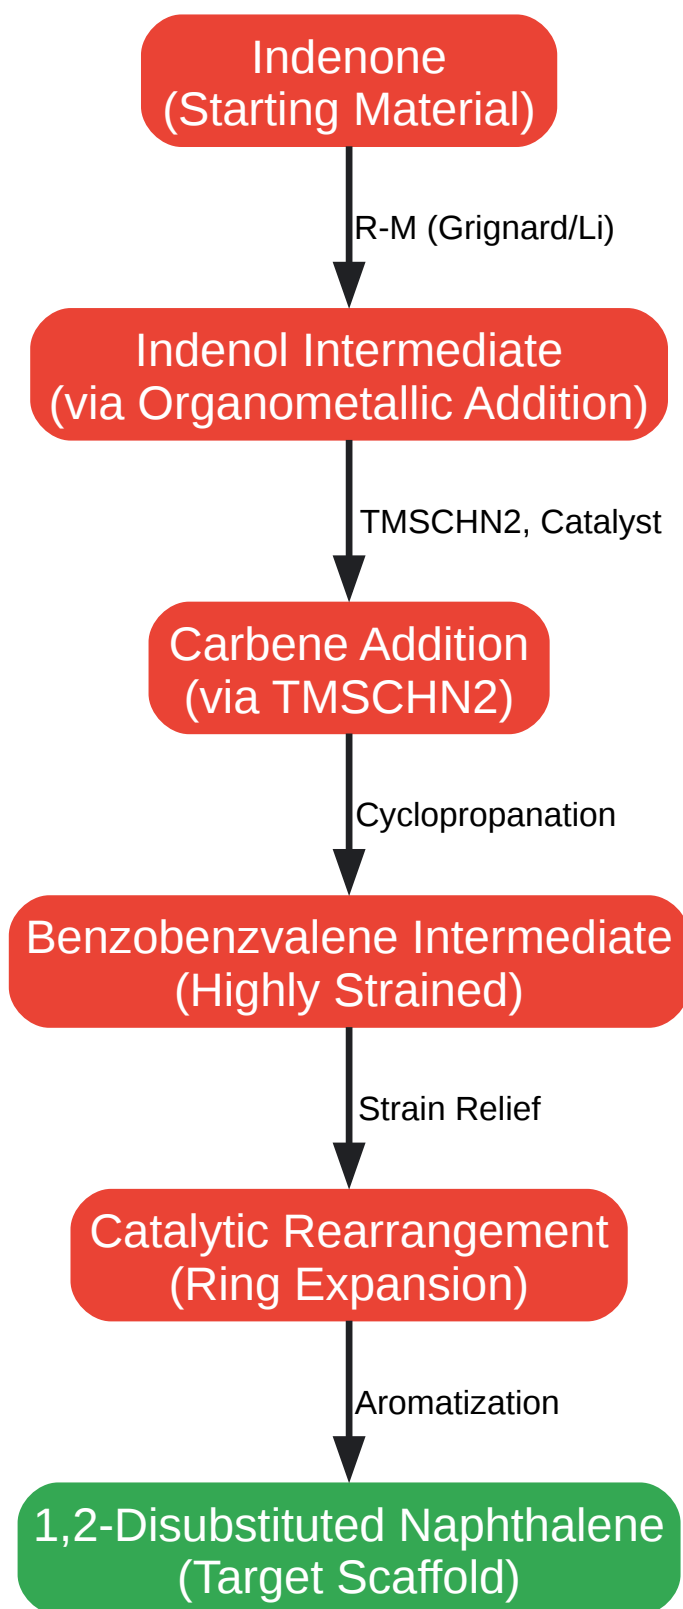 Indenone
(Starting Material)
R-M (Grignard/Li)
Indenol Intermediate
(via Organometallic Addition)
TMSCHN2, Catalyst
Carbene Addition
(via TMSCHN2)
Cyclopropanation
Benzobenzvalene Intermediate
(Highly Strained)
Strain Relief
Catalytic Rearrangement
(Ring Expansion)
Aromatization
1,2-Disubstituted Naphthalene
(Target Scaffold)